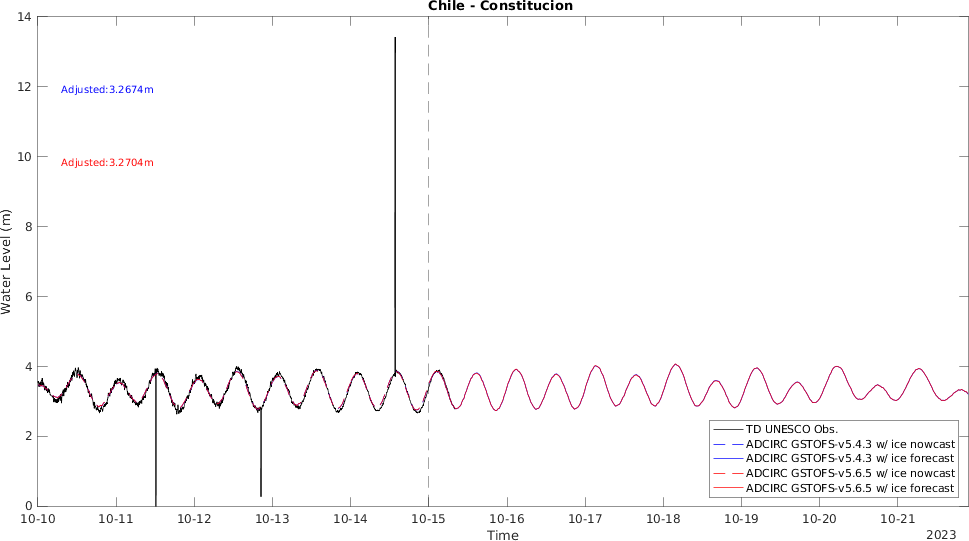 Chile - Constitucion
14
12
10
8
6
4
2
0
Water Level (m)
Adjusted:3.2674m
Adjusted:3.2704m
TD UNESCO Obs.
ADCIRC GSTOFS-v5.4.3 w/ ice nowcast
ADCIRC GSTOFS-v5.4.3 w/ ice forecast
ADCIRC GSTOFS-v5.6.5 w/ ice nowcast
ADCIRC GSTOFS-v5.6.5 w/ ice forecast
10-10 10-11 10-12 10-13 10-14 10-15 10-16 10-17 10-18 10-19 10-20 10-21
Time
2023